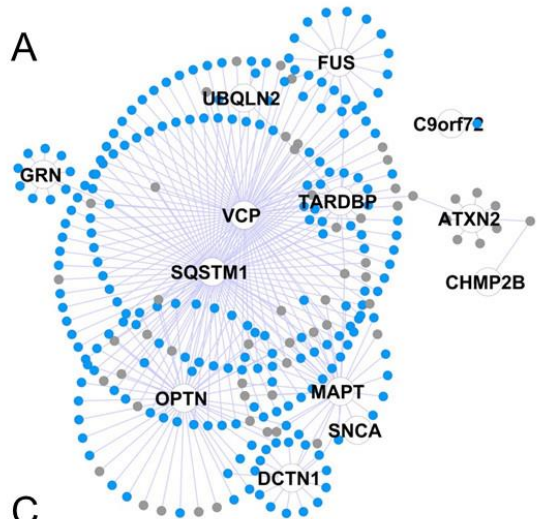 A
FUS
UBQLN2
C9orf72
GRN
VCP
TARDBP
ATXN2
SQSTM1
CHMP2B
OPTN
MAPT
SNCA
DCTN1
C